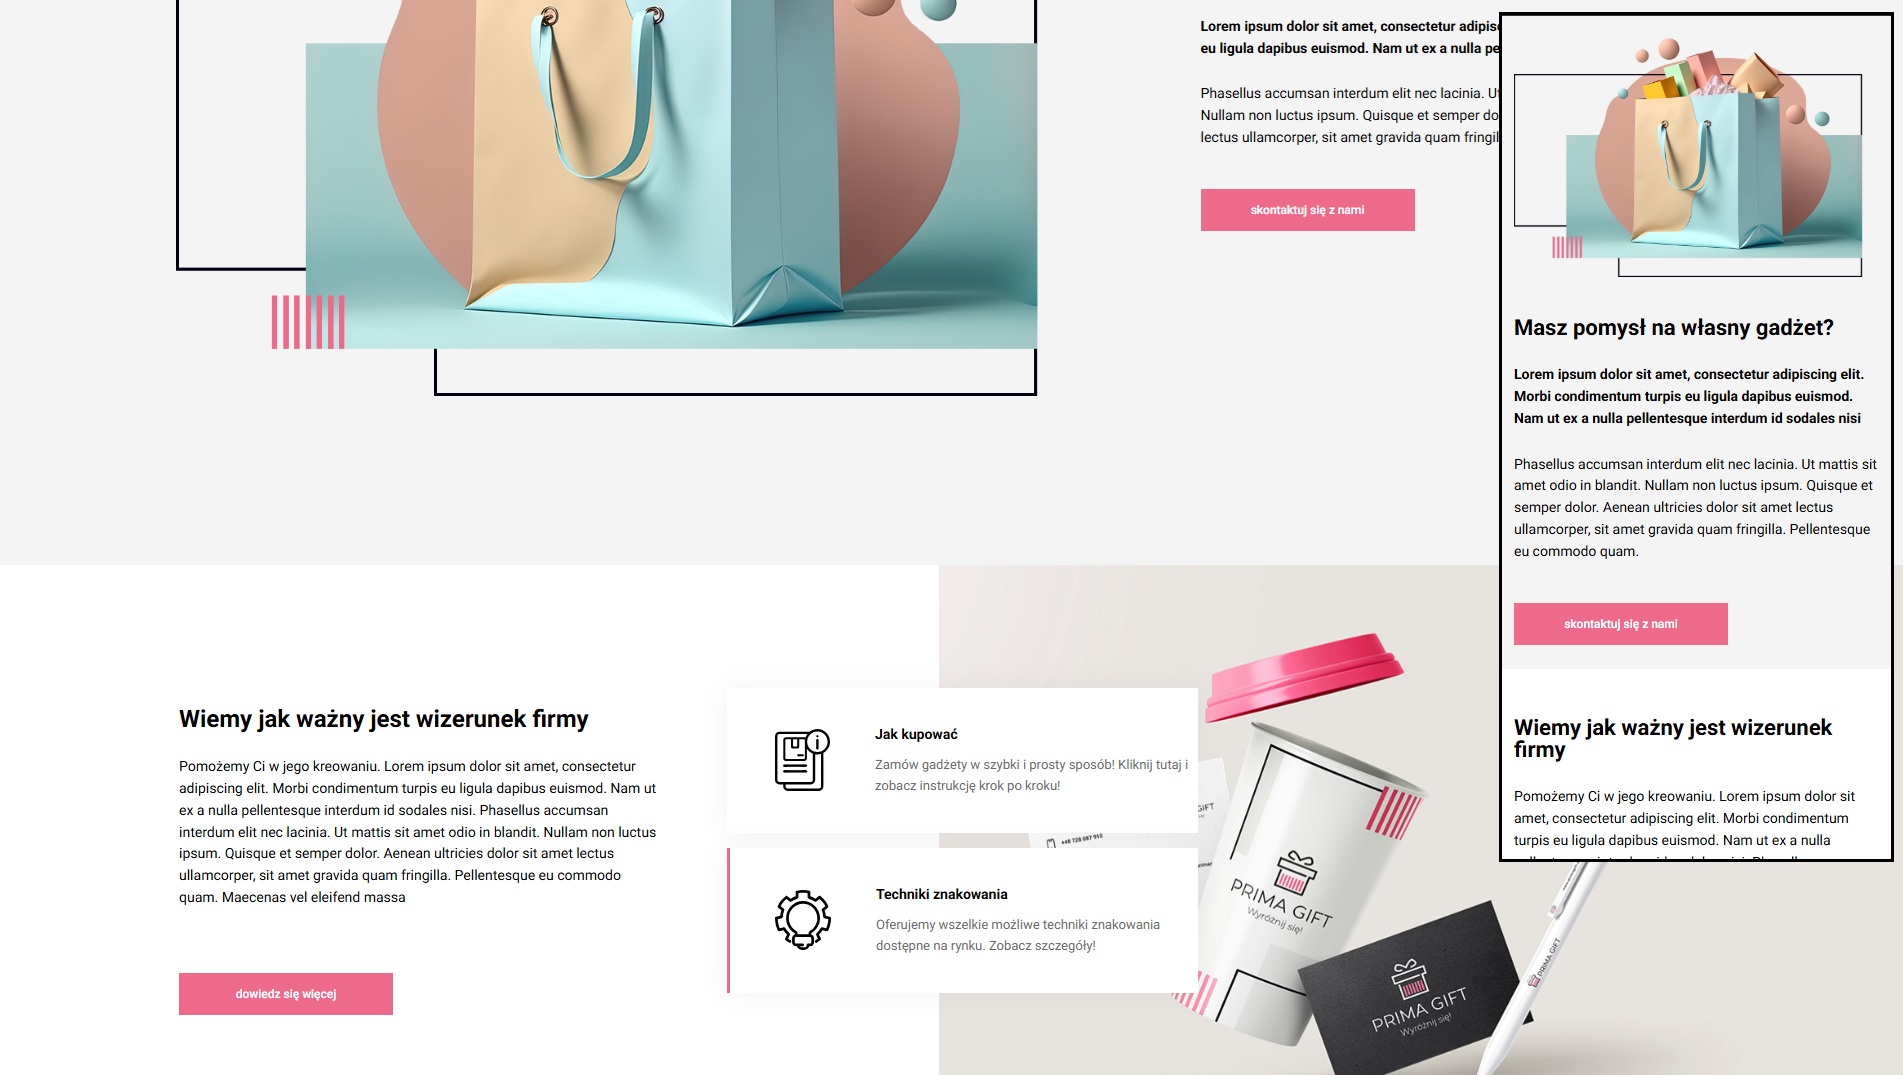 Lorem ipsum dolor sit amet, consectetur adipisc
eu ligula dapibus euismod. Nam ut ex a nulla pe
Phasellus accumsan interdum elit nec lacinia. Ut
Nullam non luctus ipsum. Quisque et semper do
lectus ullamcorper, sit amet gravida quam fringil
skontaktuj się z nami
Wiemy jak ważny jest wizerunek firmy
Pomożemy Ci w jego kreowaniu. Lorem ipsum dolor sit amet, consectetur
adipiscing elit. Morbi condimentum turpis eu ligula dapibus euismod. Nam ut
ex a nulla pellentesque interdum id sodales nisi. Phasellus accumsan
interdum elit nec lacinia. Ut mattis sit amet odio in blandit. Nullam non luctus
ipsum. Quisque et semper dolor. Aenean ultricies dolor sit amet lectus
ullamcorper, sit amet gravida quam fringilla. Pellentesque eu commodo
quam. Maecenas vel eleifend massa
dowiedz się więcej
Jak kupować
Zamów gadżety w szybki i prosty sposób! Kliknij tutaj i
zobacz instrukcję krok po kroku!
Techniki znakowania
Oferujemy wszelkie możliwe techniki znakowania
dostępne na rynku. Zobacz szczegóły!
GIFT
+48 728 087 910
PRIMA GIFT
Wyróżnij się!
PRIMA GIFT
Wyróżnij się!
PRIMA GIFT
Masz pomysł na własny gadżet?
Lorem ipsum dolor sit amet, consectetur adipiscing elit.
Morbi condimentum turpis eu ligula dapibus euismod.
Nam ut ex a nulla pellentesque interdum id sodales nisi
Phasellus accumsan interdum elit nec lacinia. Ut mattis sit
amet odio in blandit. Nullam non luctus ipsum. Quisque et
semper dolor. Aenean ultricies dolor sit amet lectus
ullamcorper, sit amet gravida quam fringilla. Pellentesque
eu commodo quam.
skontaktuj się z nami
Wiemy jak ważny jest wizerunek
firmy
Pomożemy Ci w jego kreowaniu. Lorem ipsum dolor sit
amet, consectetur adipiscing elit. Morbi condimentum
turpis eu ligula dapibus euismod. Nam ut ex a nulla